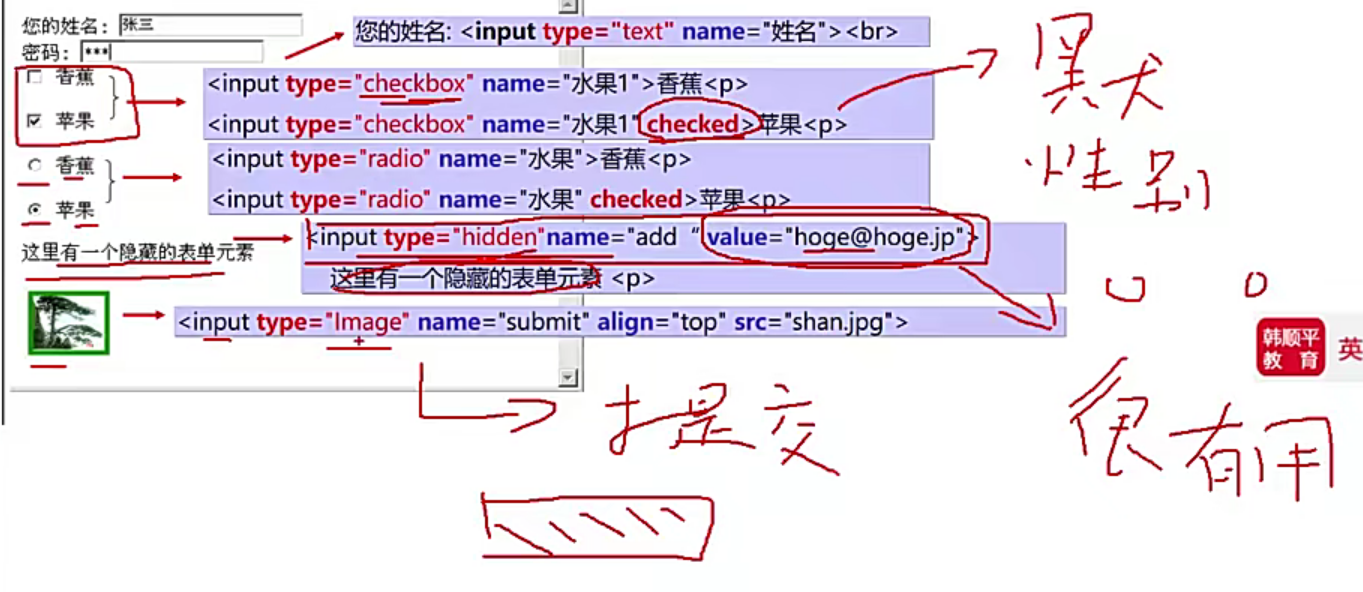 您的姓名：张三
您的姓名: <input type="text" name="姓名"><br>
密码：***
香蕉
<input type="checkbox" name="水果1">香蕉<p>
苹果
<input type="checkbox" name="水果1" checked>苹果<p>
香蕉
<input type="radio" name="水果">香蕉<p>
苹果
<input type="radio" name="水果" checked>苹果<p>
这里有一个隐藏的表单元素
<input type="hidden"name="add “ value="hoge@hoge.jp">
这里有一个隐藏的表单元素 <p>
<input type="Image" name="submit" align="top" src="shan.jpg">
性别
韩顺平
教育
英
提交
很有用